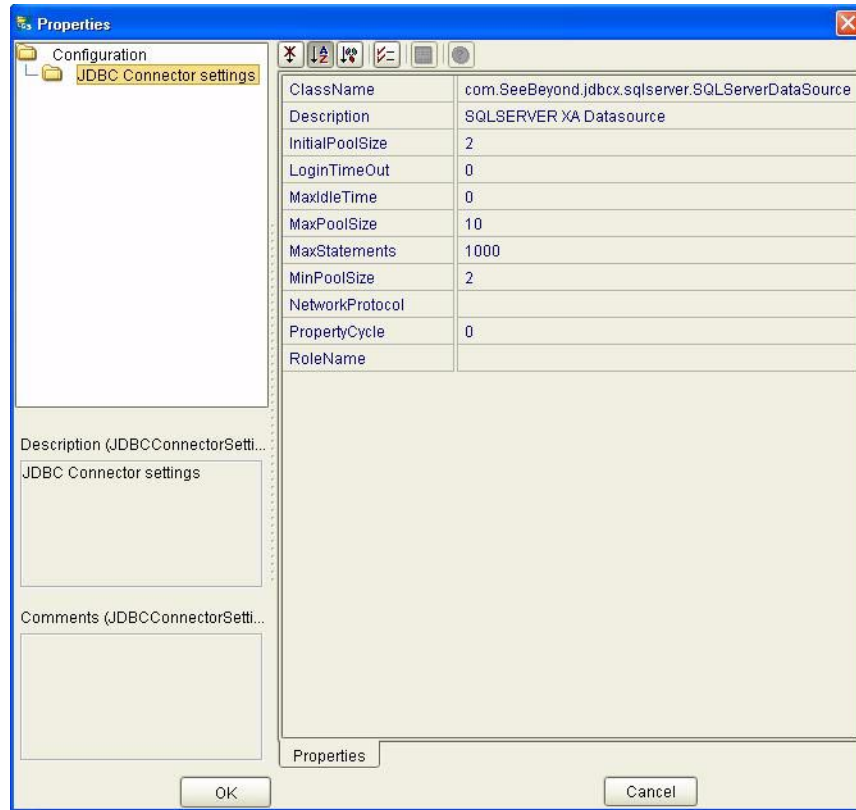 Properties
Configuration
JDBC Connector settings
ClassName com.SeeBeyond.jdbcx.sqlserver.SQLServerDataSource
Description SQLSERVER XA Datasource
InitialPoolSize 2
LoginTimeOut 0
MaxIdleTime 0
MaxPoolSize 10
MaxStatements 1000
MinPoolSize 2
NetworkProtocol
PropertyCycle 0
RoleName
Description (JDBCConnectorSetti...
JDBC Connector settings
Comments (JDBCConnectorSetti...
Properties
OK
Cancel